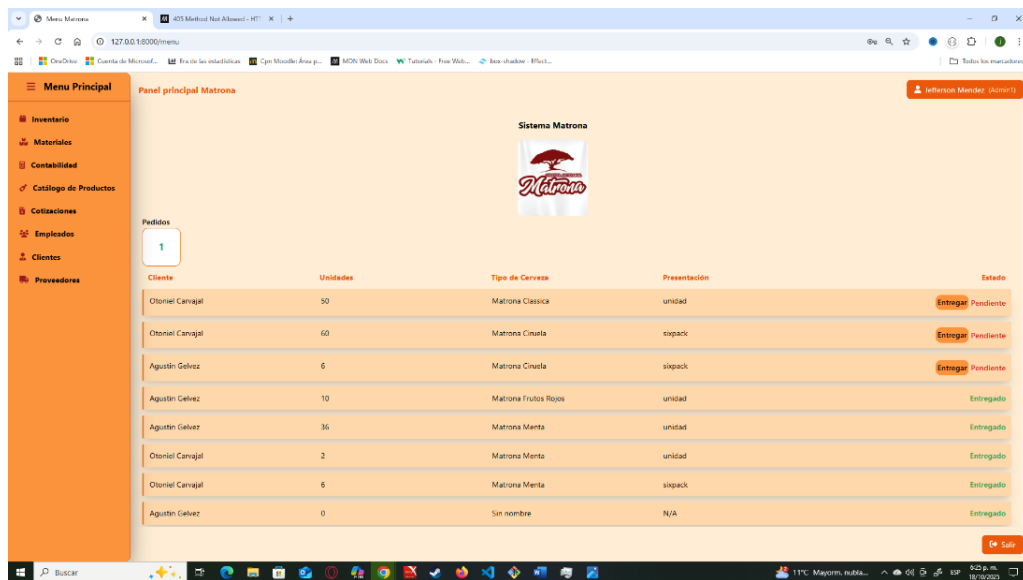 Menu Matrona
405 Method Not Allowed - HT
127.0.0.1:8000/menu
OneDrive
Cuenta de Microsof...
Era de las estadísticas
Cpn Moodle: Área p...
MDN Web Docs
Tutorials - Free Web...
box-shadow - Effect...
Todos los marcadores
Menu Principal
Panel principal Matrona
Jefferson Mendez (Admin1)
Inventario
Materiales
Contabilidad
Catálogo de Productos
Cotizaciones
Empleados
Clientes
Proveedores
Sistema Matrona
Matrona
Pedidos
1
Cliente Unidades Tipo de Cerveza Presentación Estado
Otoniel Carvajal 50 Matrona Classica unidad Entregar Pendiente
Otoniel Carvajal 60 Matrona Ciruela sixpack Entregar Pendiente
Agustin Gelvez 6 Matrona Ciruela sixpack Entregar Pendiente
Agustin Gelvez 10 Matrona Frutos Rojos unidad Entregado
Agustin Gelvez 36 Matrona Menta unidad Entregado
Otoniel Carvajal 2 Matrona Menta unidad Entregado
Otoniel Carvajal 6 Matrona Menta sixpack Entregado
Agustin Gelvez 0 Sin nombre N/A Entregado
Salir
Buscar
11°C Mayorm. nubla...
ESP
6:25 p. m.
18/10/2025